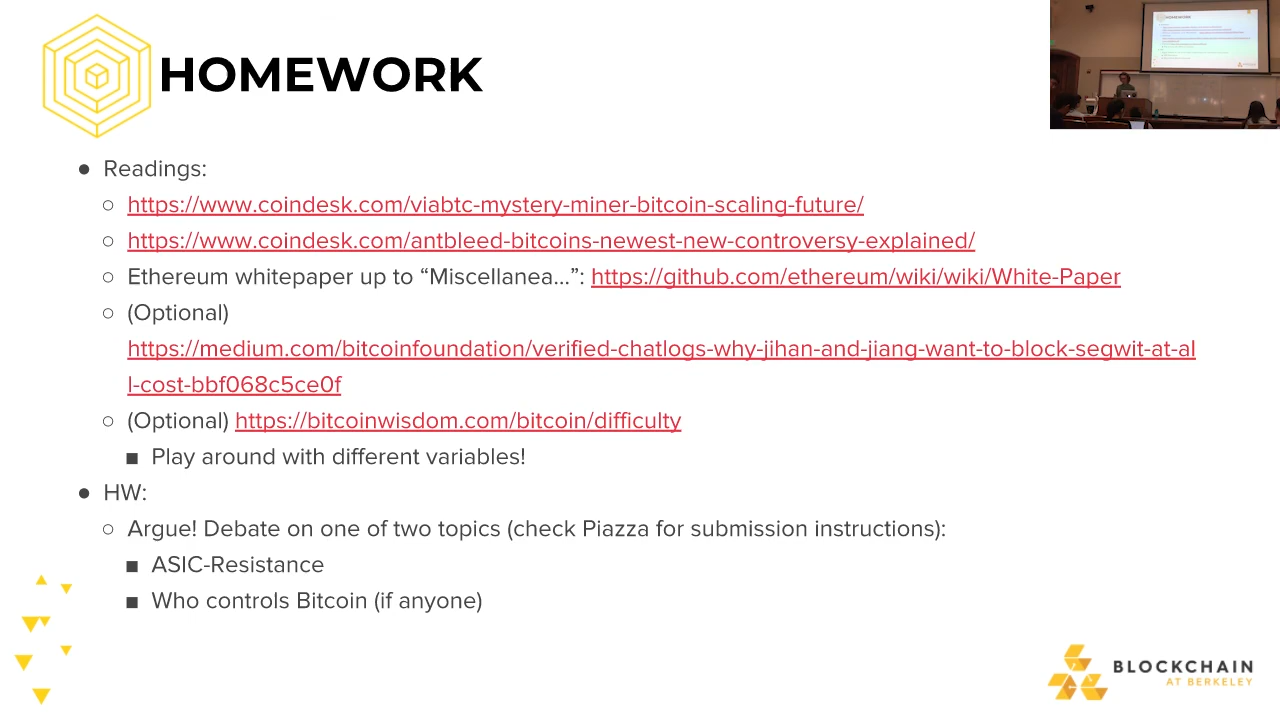 HOMEWORK
● Readings:
○ https://www.coindesk.com/viabtc-mystery-miner-bitcoin-scaling-future/
○ https://www.coindesk.com/antbleed-bitcoins-newest-new-controversy-explained/
○ Ethereum whitepaper up to “Miscellanea...”: https://github.com/ethereum/wiki/wiki/White-Paper
○ (Optional)
https://medium.com/bitcoinfoundation/verified-chatlogs-why-jihan-and-jiang-want-to-block-segwit-at-al
l-cost-bbf068c5ce0f
○ (Optional) https://bitcoinwisdom.com/bitcoin/difficulty
■ Play around with different variables!
● HW:
○ Argue! Debate on one of two topics (check Piazza for submission instructions):
■ ASIC-Resistance
■ Who controls Bitcoin (if anyone)
BLOCKCHAIN
AT BERKELEY
HOMEWORK